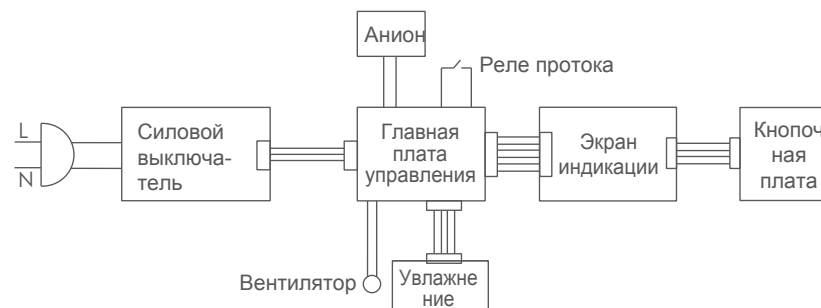 Анион
Реле протока
L
N
Силовой
выключа-
тель
Главная
плата
управления
Экран
индикации
Кнопоч
ная
плата
Вентилятор
Увлажне
ние